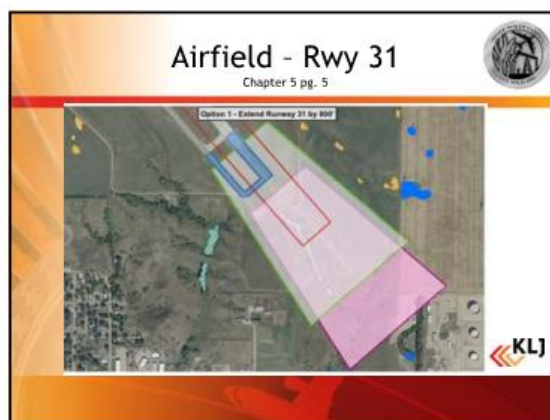 Airfield - Rwy 31
Chapter 5 pg. 5
Option 1 - Extend Runway 31 by 800'
KLJ